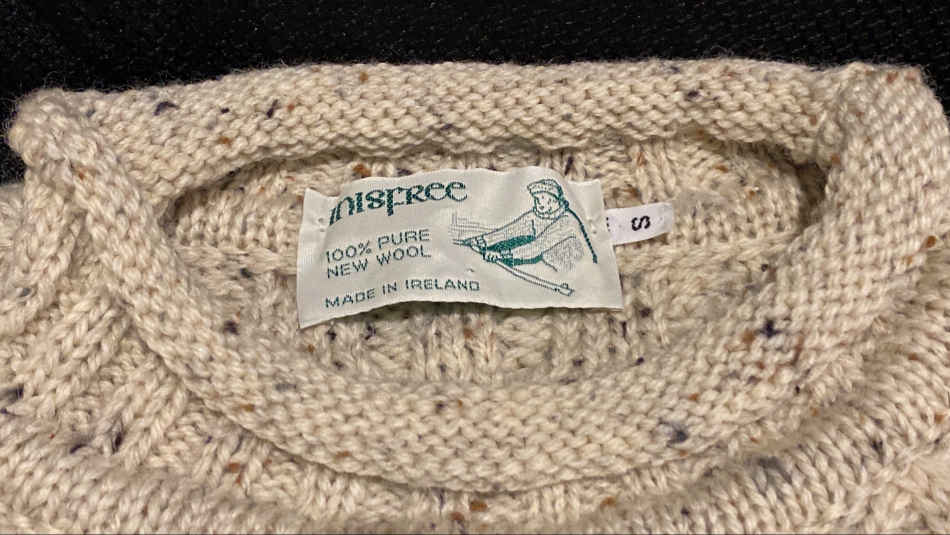 INISFREE
100% PURE
NEW WOOL
MADE IN IRELAND
S